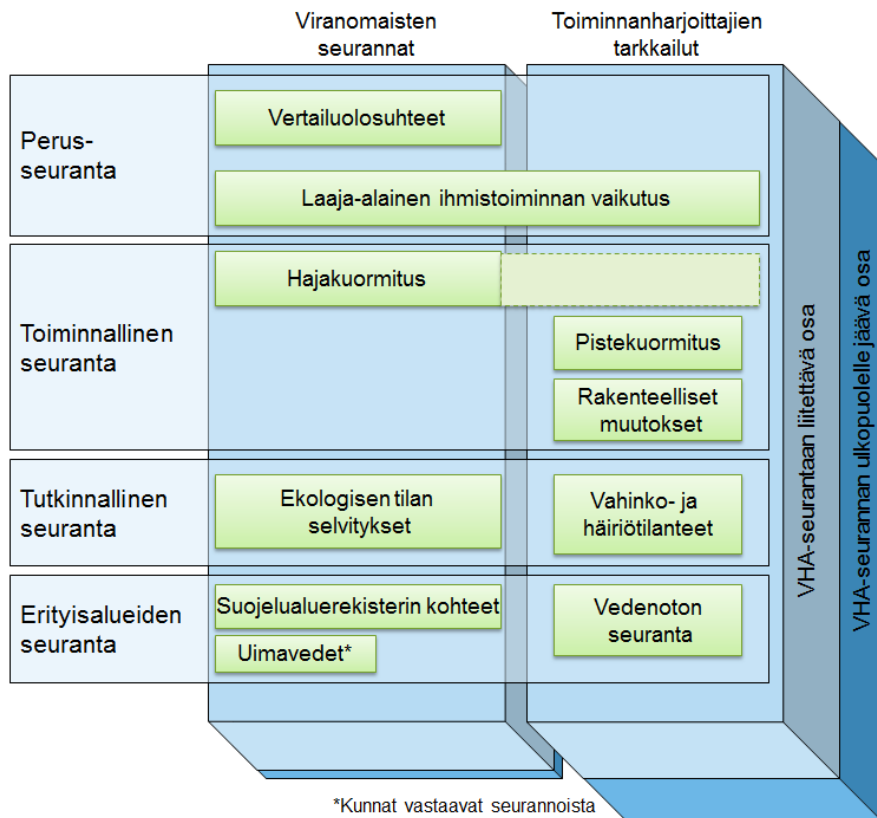 Viranomaisten
seurannat
Toiminnanharjoittajien
tarkkailut
Perus-
seuranta
Vertailuolosuhteet
Laaja-alainen ihmistoiminnan vaikutus
Toiminnallinen
seuranta
Hajakuormitus
Pistekuormitus
Rakenteelliset
muutokset
Tutkinnallinen
seuranta
Ekologisen tilan
selvitykset
Vahinko- ja
häiriötilanteet
Erityisalueiden
seuranta
Suojelualuerekisterin kohteet
Uimavedet*
Vedenoton
seuranta
VHA-seurantaan liitettävä osa
VHA-seurannan ulkopuolelle jäävä osa
*Kunnat vastaavat seurannoista